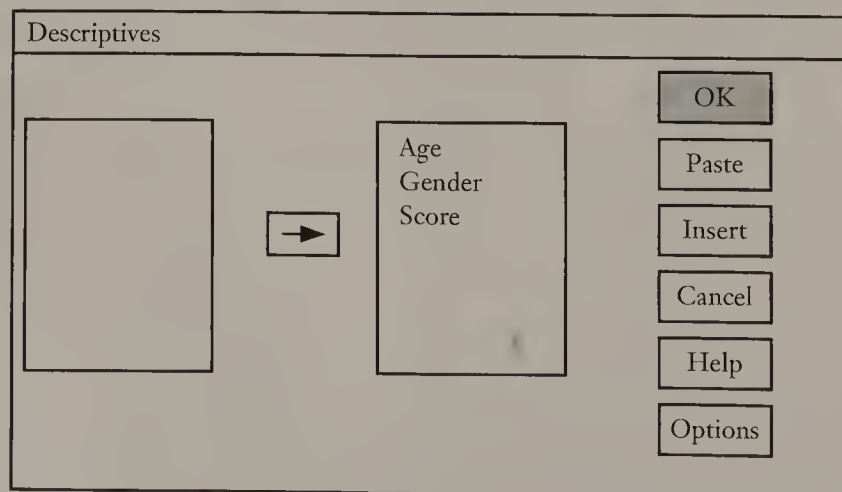 Descriptives
Age
Gender
Score
OK
Paste
Insert
Cancel
Help
Options